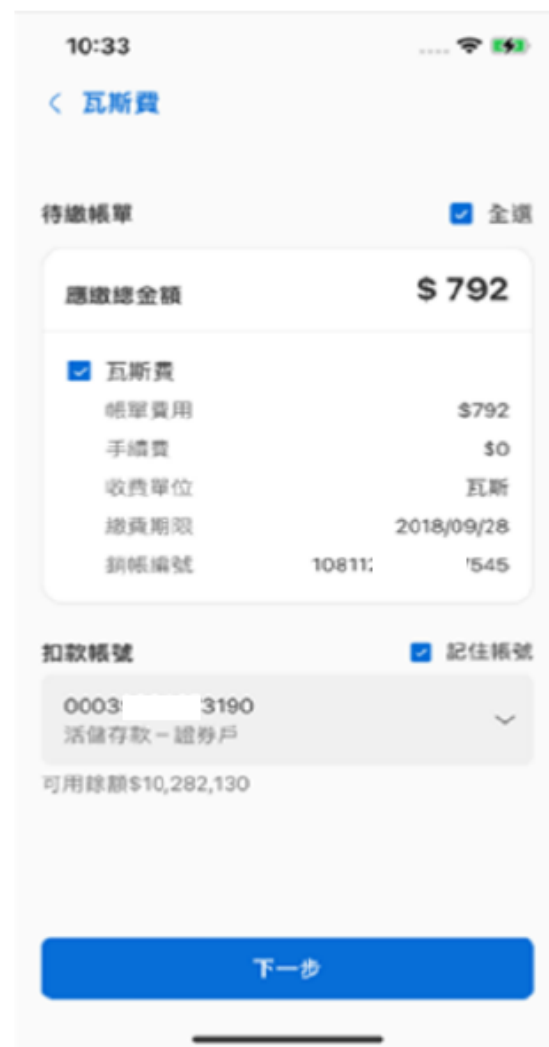 10:33
瓦斯費
待繳帳單 全選
應繳總金額 $ 792
瓦斯費
帳單費用 $792
手續費 $0
收費單位 瓦斯
繳費期限 2018/09/28
銷帳編號 10811 7545
扣款帳號 記住帳號
0003 3190
活儲存款－證券戶
可用餘額$10,282,130
下一步